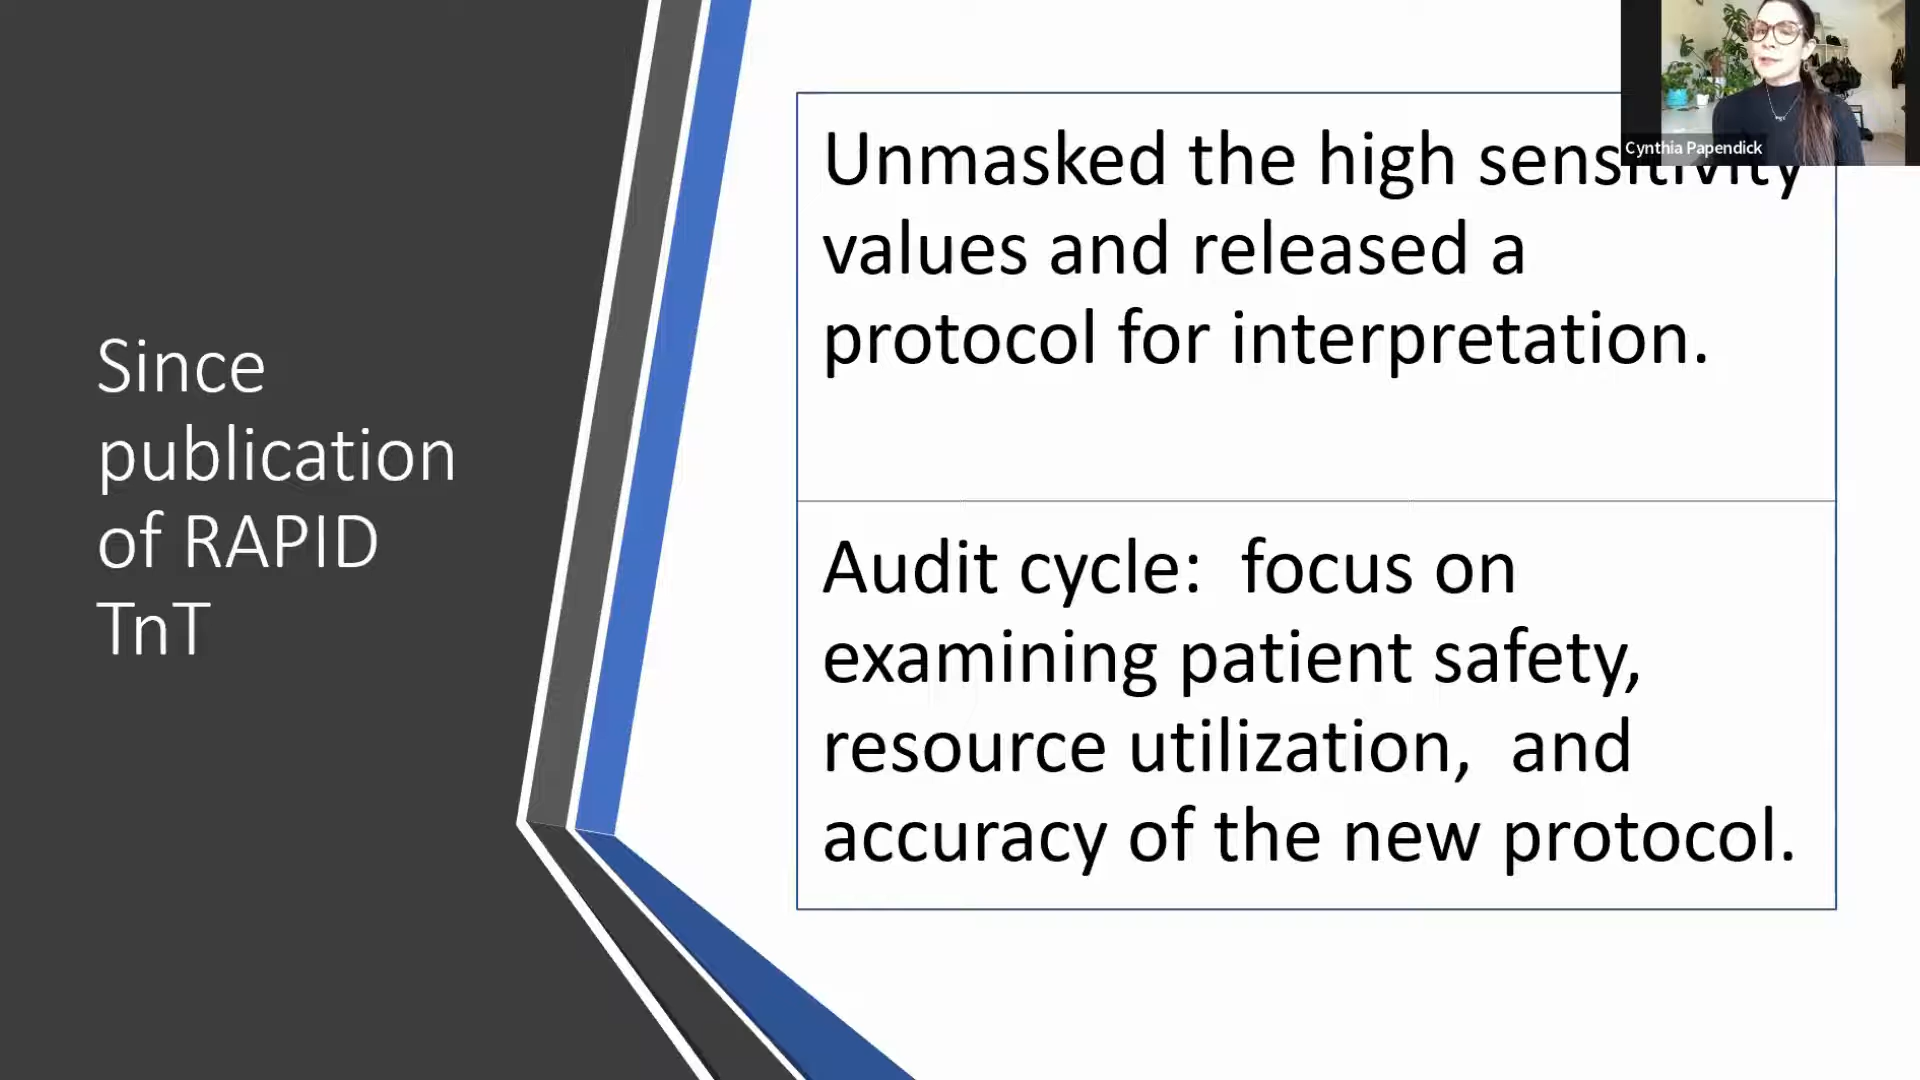 Since
publication
of RAPID
TnT
Unmasked the high sensitivity
values and released a
protocol for interpretation.
Audit cycle:  focus on
examining patient safety,
resource utilization,  and
accuracy of the new protocol.
Cynthia Papendick